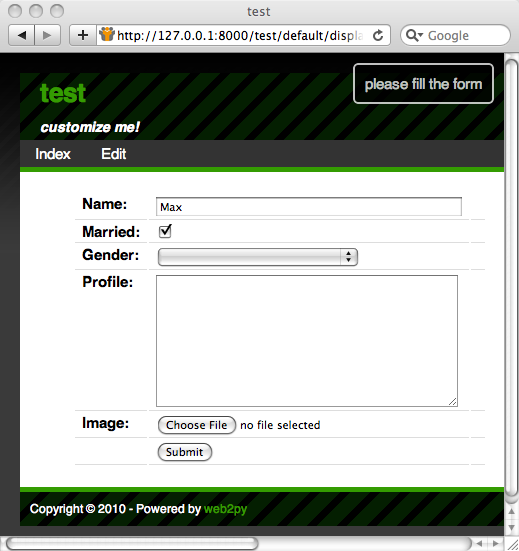 test
http://127.0.0.1:8000/test/default/displa
Google
please fill the form
test
customize me!
Index Edit
Name: Max
Married:
Gender:
Profile:
Image: Choose File no file selected
Submit
Copyright © 2010 - Powered by web2py